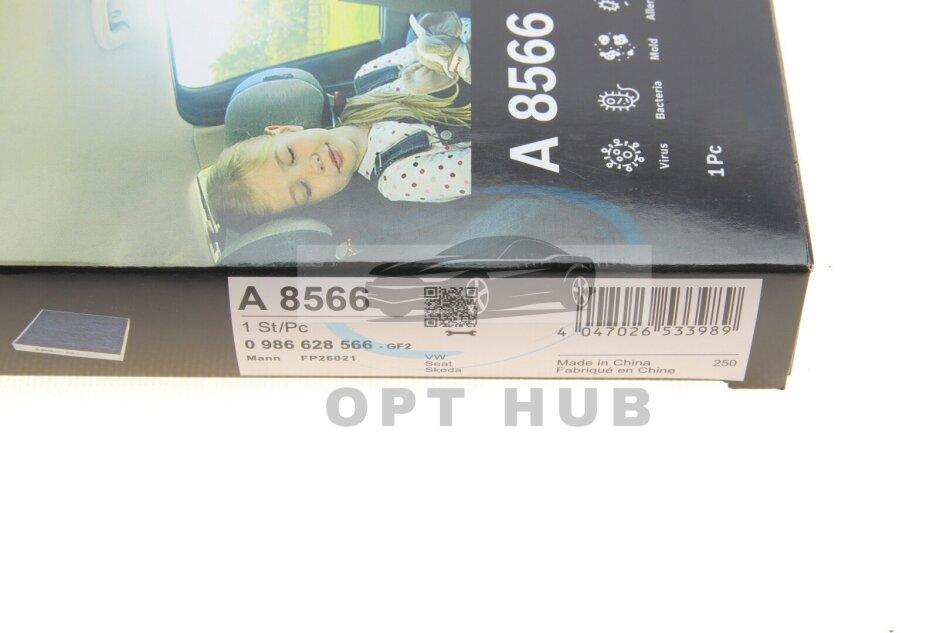 A 8566
Virus
Bacteria
Mold
1 Pc
A 8566
1 St/Pc
0 986 628 566 - GF2
Mann FP26021
VW
Seat
Skoda
4 047026 533989
Made in China
Fabriqué en Chine
250
OPT HUB